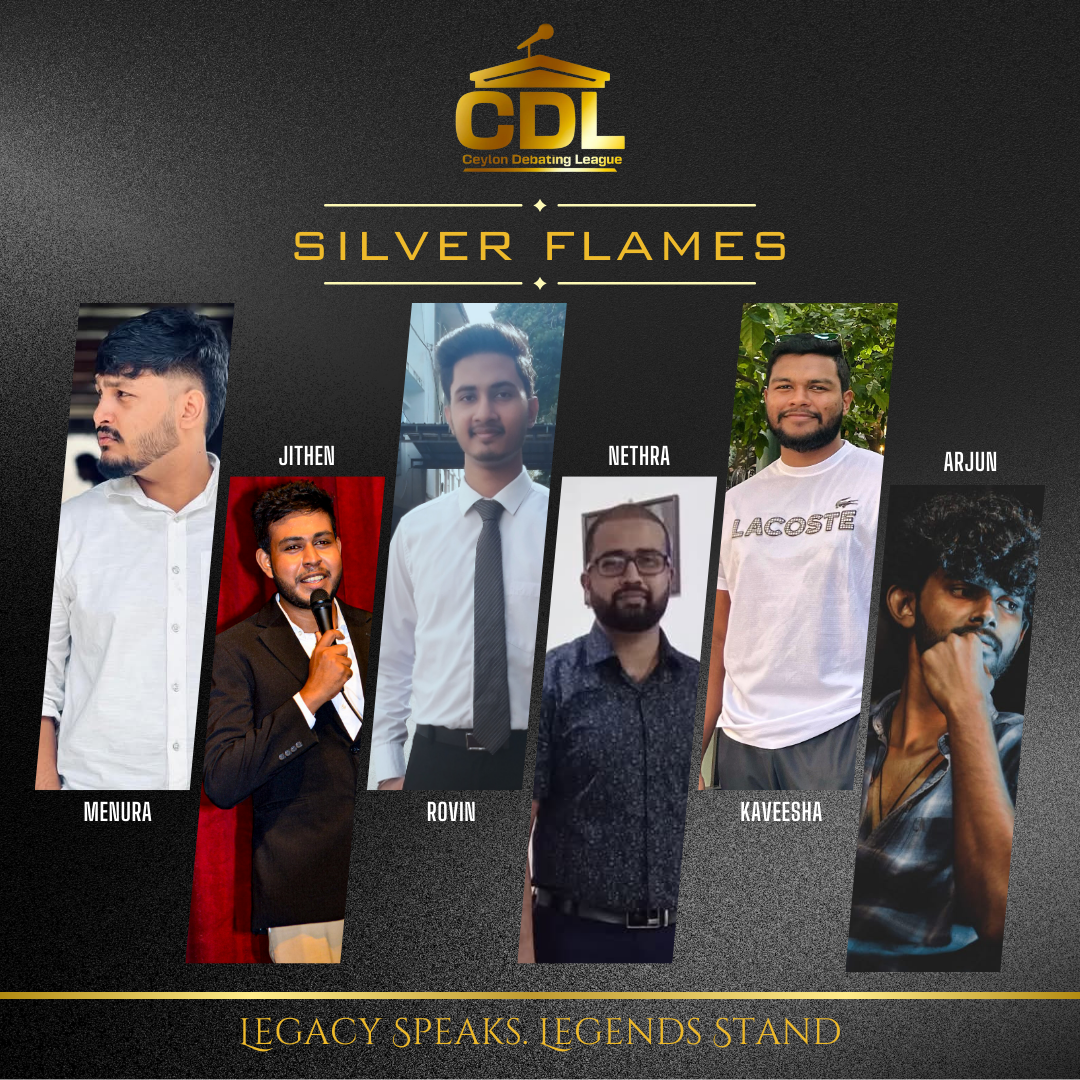 CDL
Ceylon Debating League
SILVER FLAMES
JITHEN
NETHRA
ARJUN
LACOSTE
MENURA
ROVIN
KAVEESHA
LEGACY SPEAKS. LEGENDS STAND